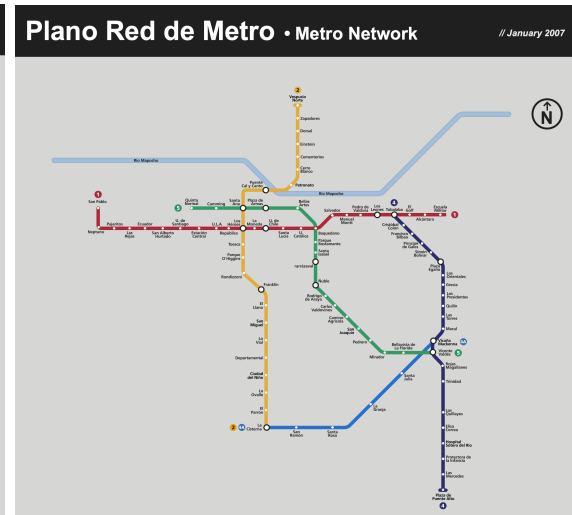 Plano Red de Metro • Metro Network
// January 2007
N
2
Vespucio
Norte
Zapadores
Dorsal
Einstein
Cementerios
Cerro
Blanco
Patronato
Puente
Cal y Canto
Rio Mapocho
Rio Mapocho
1
San Pablo
Neptuno
Pajaritos
Las
Rejas
Ecuador
San Alberto
Hurtado
U. de
Santiago
Estación
Central
U.L.A
República
Los
Héroes
La
Moneda
U. de
Chile
Santa
Lucía
U.
Católica
Baquedano
Salvador
Manuel
Montt
Pedro de
Valdivia
Los
Leones
Tobalaba
El
Golf
Alcántara
Escuela
Militar
1
5
Quinta
Normal
Cumming
Santa
Ana
Plaza de
Armas
Bellas
Artes
Parque
Bustamante
Santa
Isabel
Irarrázaval
Ñuble
Rodrigo
de Araya
Carlos
Valdovinos
Camino
Agrícola
San
Joaquín
Pedrero
Mirador
Bellavista de
La Florida
Vicente
Valdés
5
Toesca
Parque
O'Higgins
Rondizzoni
Franklin
El
Llano
San
Miguel
Lo
Vial
Departamental
Ciudad
del Niño
Lo
Ovalle
El
Parrón
La
Cisterna
2
4A
San
Ramón
Santa
Rosa
La
Granja
Santa
Julia
Vicuña
Mackenna
4A
4
Cristóbal
Colón
Francisco
Bilbao
Príncipe
de Gales
Simón
Bolívar
Plaza
Egaña
Los
Orientales
Grecia
Los
Presidentes
Quilín
Las
Torres
Macul
Rojas
Magallanes
Trinidad
Los
Quillayes
Elisa
Correa
Hospital
Sótero del Río
Protectora de
la Infancia
Las
Mercedes
Plaza de
Puente Alto
4